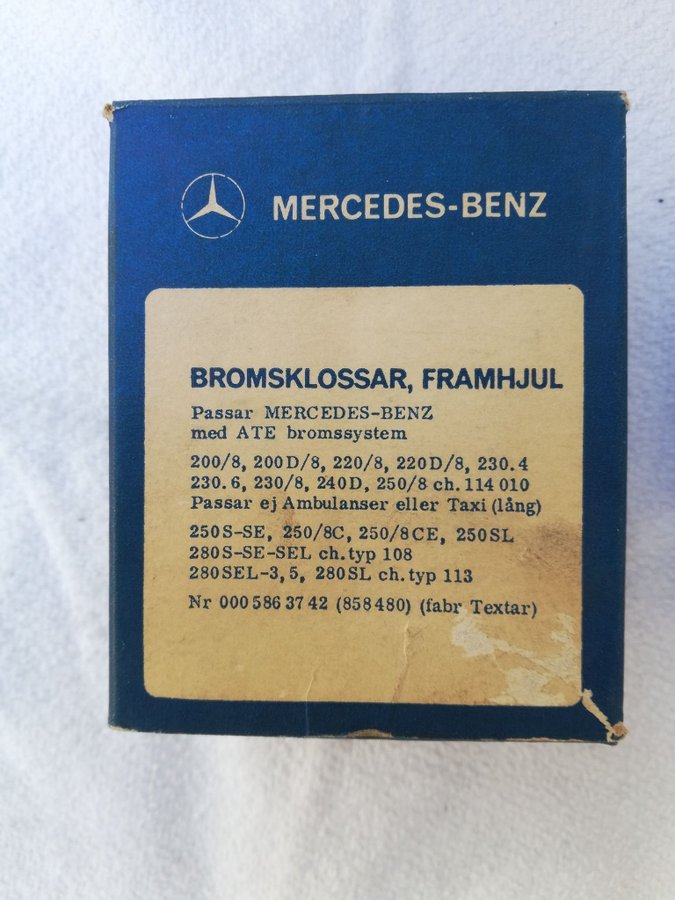 MERCEDES-BENZ
BROMSKLOSSAR, FRAMHJUL
Passar MERCEDES-BENZ
med ATE bromssystem
200/8, 200D/8, 220/8, 220D/8, 230.4
230.6, 230/8, 240D, 250/8 ch. 114 010
Passar ej Ambulanser eller Taxi (lång)
250S-SE, 250/8C, 250/8CE, 250SL
280S-SE-SEL ch. typ 108
280SEL-3,5, 280SL ch. typ 113
Nr 000 586 37 42 (858 480) (fabr Textar)